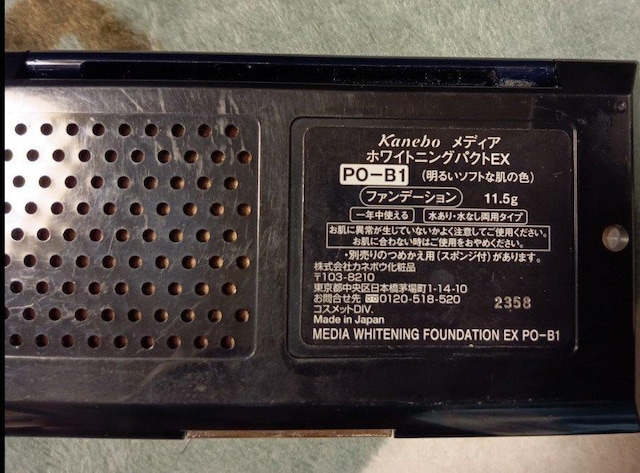 Kanebo メディア
ホワイトニングパクトEX
PO-B1 (明るいソフトな肌の色)
ファンデーション 11.5g
一年中使える 水あり・水なし両用タイプ
お肌に異常が生じていないかよく注意してご使用ください。
お肌に合わない時はご使用をおやめください。
・別売りのつめかえ用(スポンジ付)があります。
株式会社カネボウ化粧品
〒103-8210
東京都中央区日本橋茅場町1-14-10
お問合せ先 0120-518-520
コスメットDIV.
Made in Japan
2358
MEDIA WHITENING FOUNDATION EX PO-B1